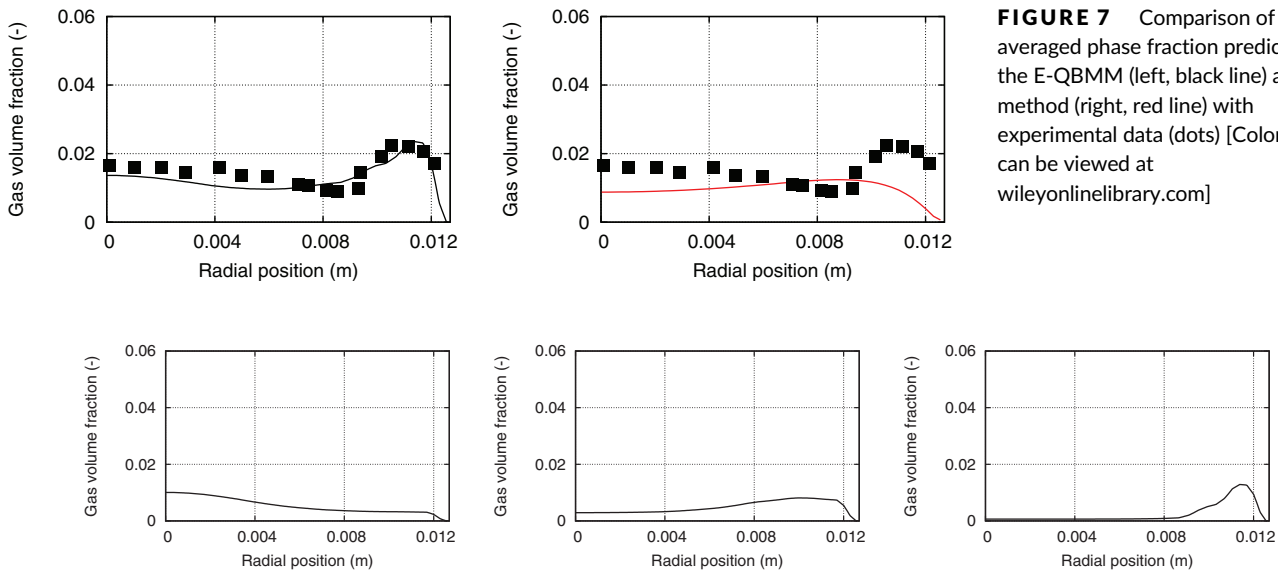 0.06
0.04
0.02
0
Gas volume fraction (-)
0 0.004 0.008 0.012
Radial position (m)
0.06
0.04
0.02
0
Gas volume fraction (-)
0 0.004 0.008 0.012
Radial position (m)
FIGURE 7 Comparison of
averaged phase fraction
the E-QBMM (left, black line)
method (right, red line) with
experimental data (dots)
can be viewed at
wileyonlinelibrary.com]
0.06
0.04
0.02
0
Gas volume fraction (-)
0 0.004 0.008 0.012
Radial position (m)
0.06
0.04
0.02
0
Gas volume fraction (-)
0 0.004 0.008 0.012
Radial position (m)
0.06
0.04
0.02
0
Gas volume fraction (-)
0 0.004 0.008 0.012
Radial position (m)